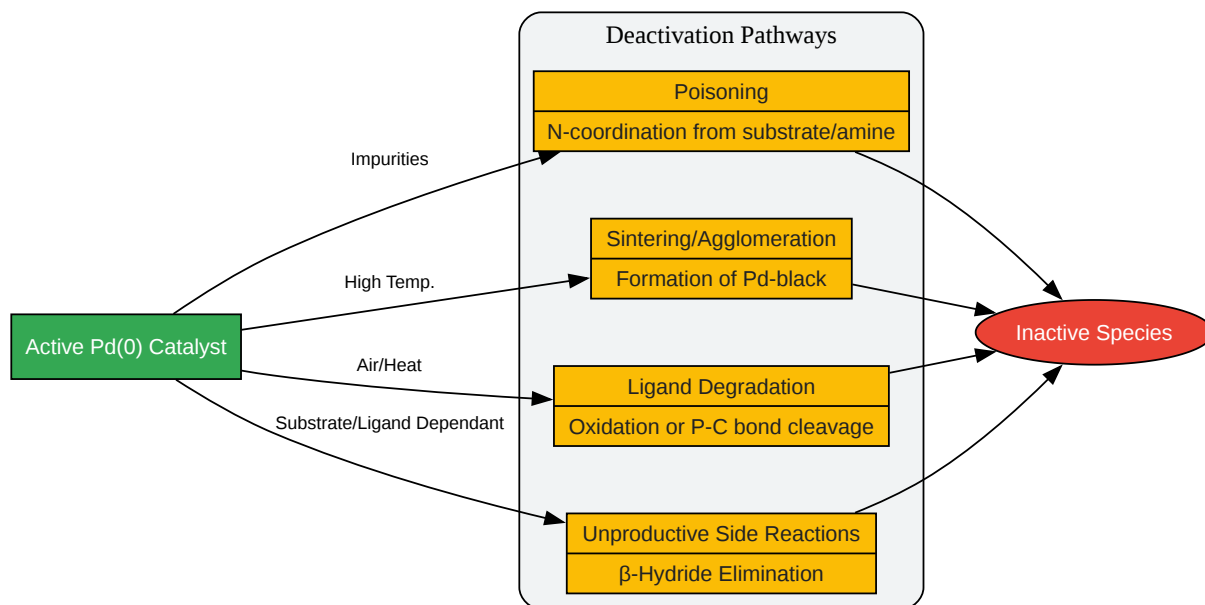 Deactivation Pathways
Poisoning
N-coordination from substrate/amine
Impurities
Sintering/Agglomeration
Formation of Pd-black
High Temp.
Active Pd(0) Catalyst
Inactive Species
Air/Heat
Ligand Degradation
Oxidation or P-C bond cleavage
Substrate/Ligand Dependant
Unproductive Side Reactions
β-Hydride Elimination